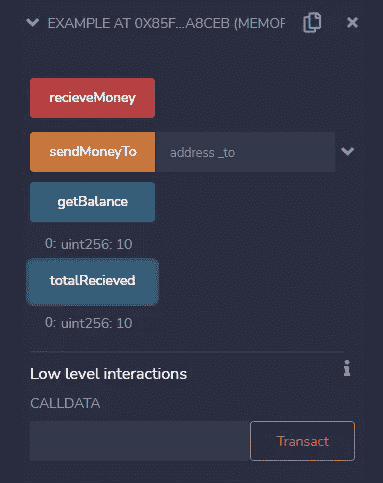 EXAMPLE AT 0X85F...A8CEB (MEMOR
recieveMoney
sendMoneyTo address _to
getBalance
0: uint256: 10
totalRecieved
0: uint256: 10
Low level interactions
CALLDATA
Transact